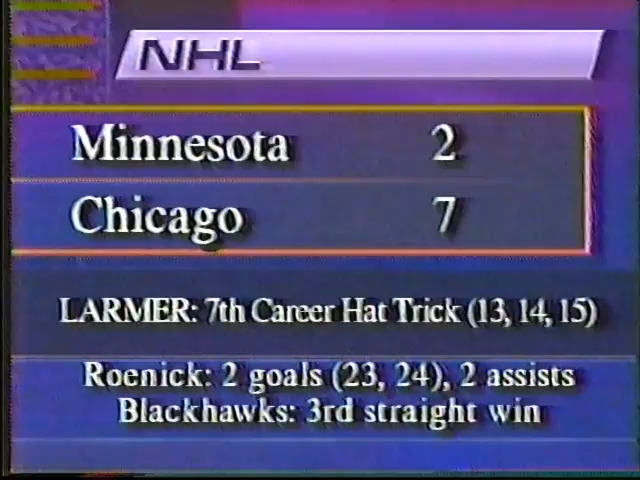 NHL
Minnesota 2
Chicago 7
LARMER: 7th Career Hat Trick (13, 14, 15)
Roenick: 2 goals (23, 24), 2 assists
Blackhawks: 3rd straight win